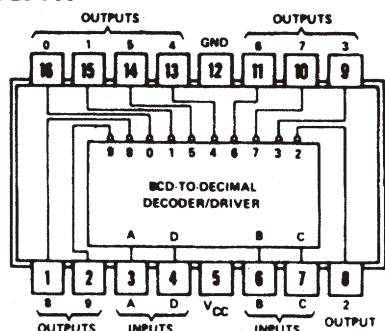 OUTPUTS OUTPUTS
0 1 5 4 GND 6 7 3
16 15 14 13 12 11 10 9
9 8 0 1 5 4 6 7 3 2
BCD-TO-DECIMAL
DECODER/DRIVER
A D B C
1 2 3 4 5 6 7 8
8 9 A D VCC B C 2
OUTPUTS INPUTS INPUTS OUTPUT